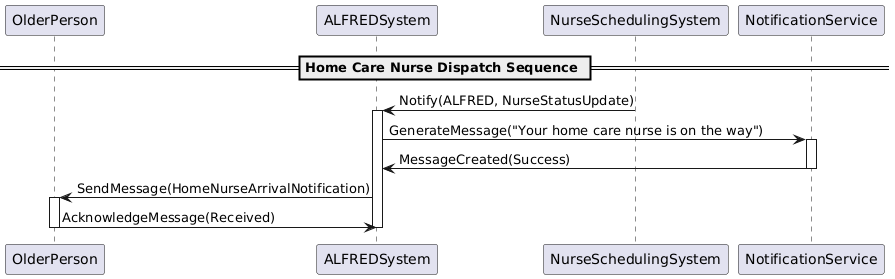 OlderPerson ALFREDSystem NurseSchedulingSystem NotificationService
Home Care Nurse Dispatch Sequence
Notify(ALFRED, NurseStatusUpdate)
GenerateMessage("Your home care nurse is on the way")
MessageCreated(Success)
SendMessage(HomeNurseArrivalNotification)
AcknowledgeMessage(Received)
OlderPerson ALFREDSystem NurseSchedulingSystem NotificationService